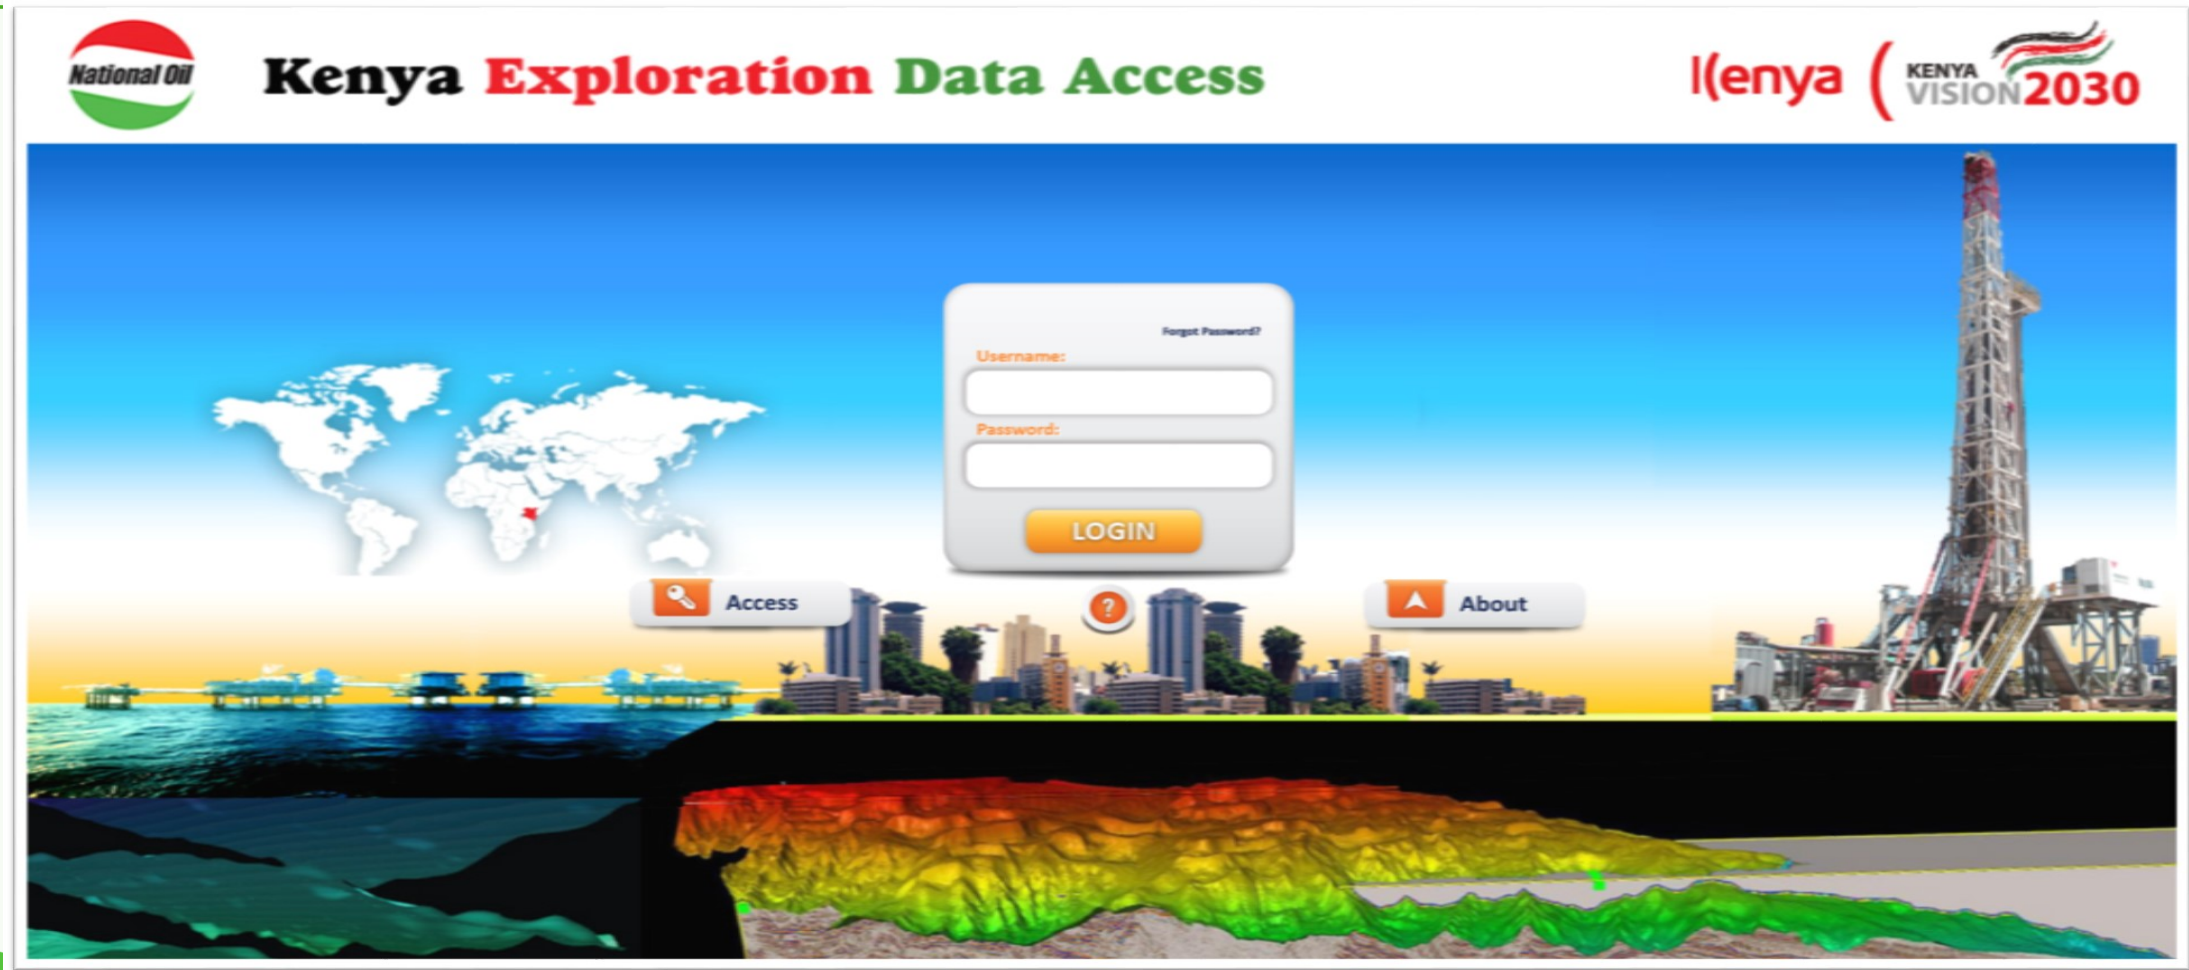 National Oil
Kenya Exploration Data Access
Kenya
KENYA
VISION 2030
Forgot Password?
Username:
Password:
LOGIN
Access
?
About